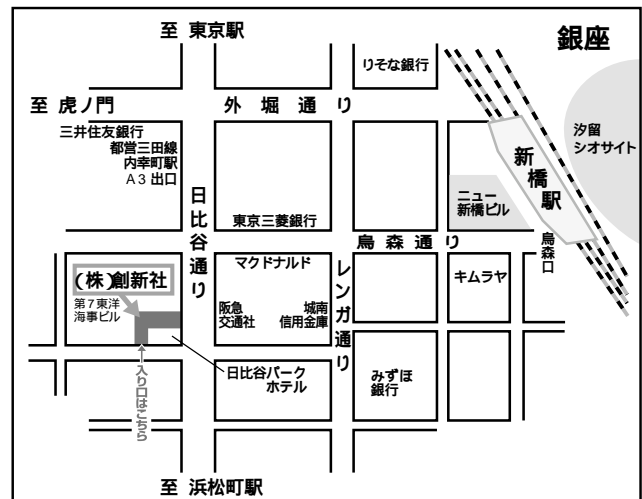 至 東京駅
銀座
りそな銀行
至 虎ノ門
外堀通り
三井住友銀行
都営三田線
内幸町駅
A3 出口
汐留
シオサイト
新橋駅
日比谷通り
ニュー
新橋ビル
東京三菱銀行
烏森通り
烏森口
マクドナルド
レンガ通り
キムラヤ
(株)創新社
第7東洋
海事ビル
阪急
交通社
城南
信用金庫
入り口はこちら
日比谷パーク
ホテル
みずほ
銀行
至 浜松町駅